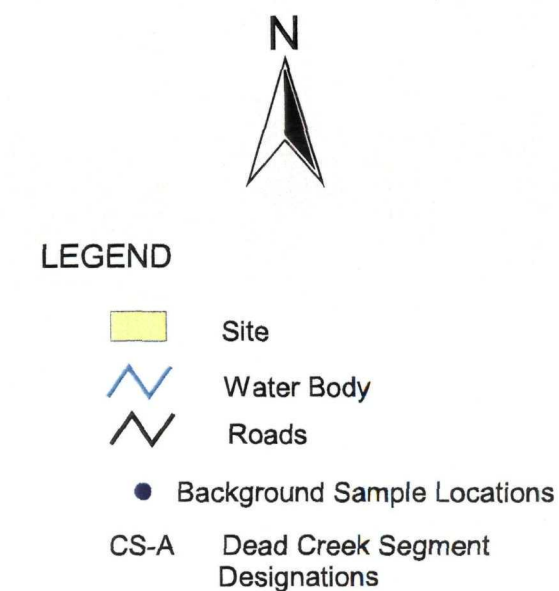 N
LEGEND
Site
Water Body
Roads
Background Sample Locations
CS-A Dead Creek Segment
Designations